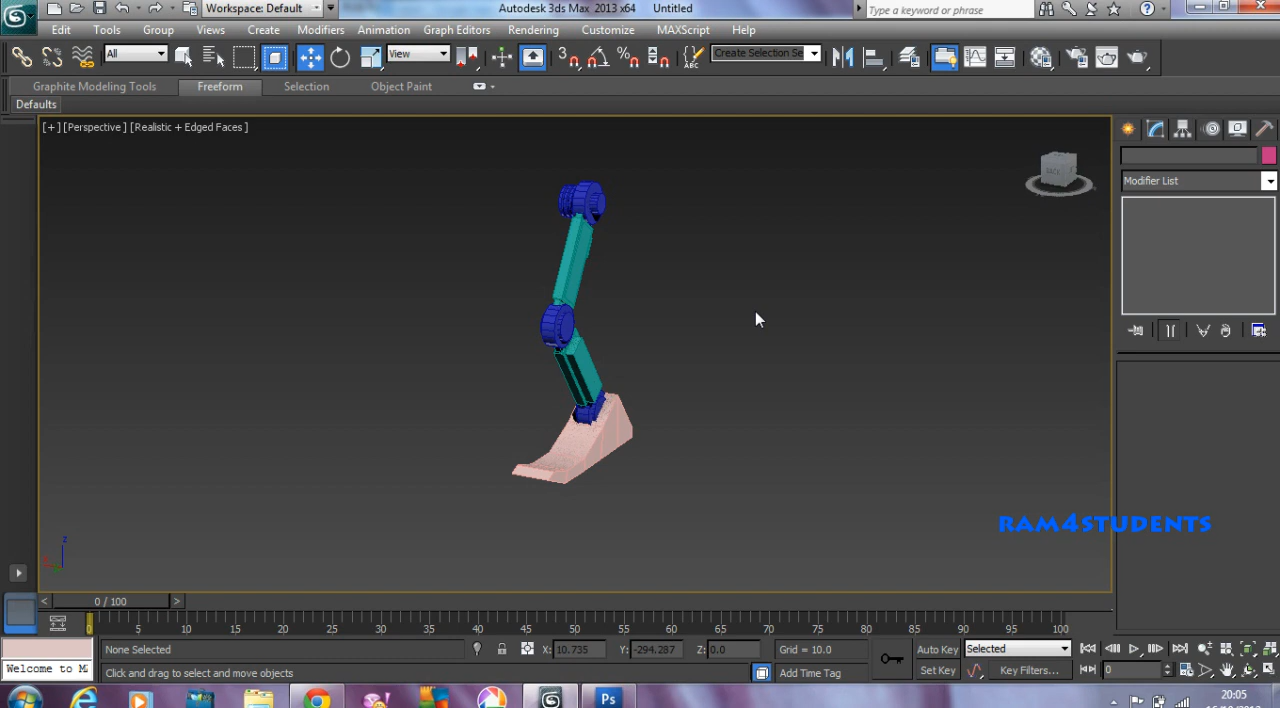 Workspace: Default
Autodesk 3ds Max 2013 x64
Untitled
Type a keyword or phrase
Edit
Tools
Group
Views
Create
Modifiers
Animation
Graph Editors
Rendering
Customize
MAXScript
Help
All
View
3
Create Selection Se
ABC
Graphite Modeling Tools
Freeform
Selection
Object Paint
Defaults
[+] [Perspective ] [Realistic + Edged Faces ]
BACK
Modifier List
RAM4STUDENTS
z
0 / 100
0
5
10
15
20
25
30
35
40
45
50
55
60
65
70
75
80
85
90
95
100
None Selected
X: 10.735
Y: -294.287
Z: 0.0
Grid = 10.0
Auto Key
Selected
Welcome to M
Click and drag to select and move objects
Add Time Tag
Set Key
Key Filters...
0
Ps
20:05